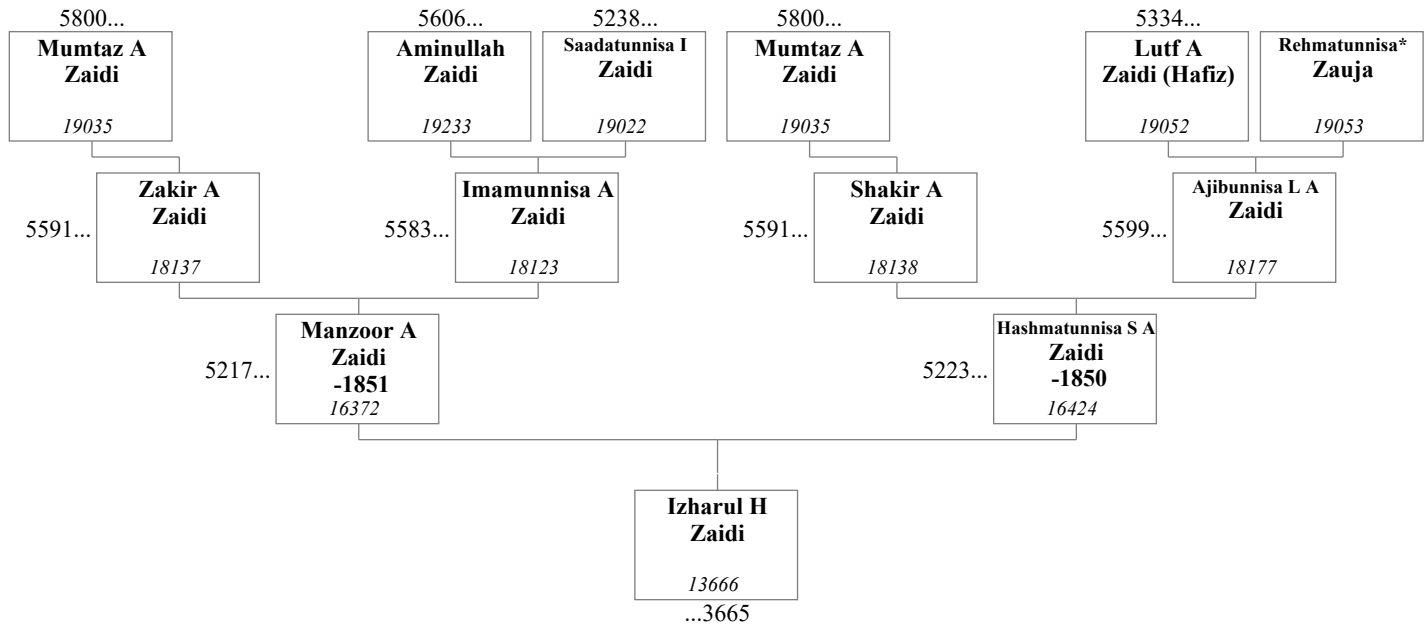 5800...
5606...
5238...
5800...
5334...
Mumtaz A
Zaidi
19035
Aminullah
Zaidi
19233
Saadatunnisa I
Zaidi
19022
Mumtaz A
Zaidi
19035
Lutf A
Zaidi (Hafiz)
19052
Rehmatunnisa*
Zauja
19053
5591...
Zakir A
Zaidi
18137
5583...
Imamunnisa A
Zaidi
18123
5591...
Shakir A
Zaidi
18138
5599...
Ajibunnisa L A
Zaidi
18177
5217...
Manzoor A
Zaidi
-1851
16372
5223...
Hashmatunnisa S A
Zaidi
-1850
16424
Izharul H
Zaidi
13666
...3665